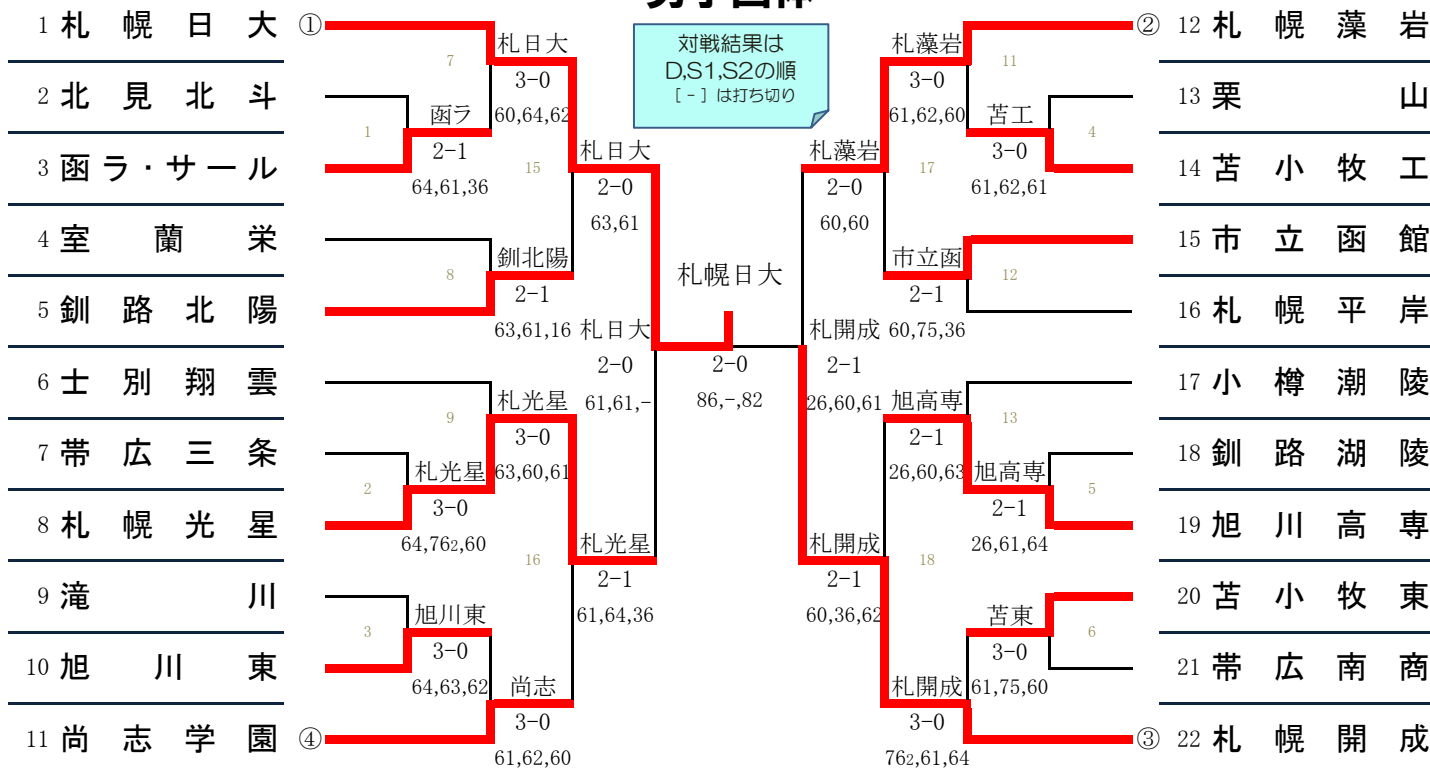 1 札幌日大 ①
2 北見北斗
3 函ラ・サール
4 室蘭栄
5 釧路北陽
6 士別翔雲
7 帯広三条
8 札幌光星
9 滝川
10 旭川東
11 尚志学園 ④
対戦結果は
D,S1,S2の順
[-]は打ち切り
② 12 札幌藻岩
13 栗山
14 苫小牧工
15 市立函館
16 札幌平岸
17 小樽潮陵
18 釧路湖陵
19 旭川高専
20 苫小牧東
21 帯広南商
③ 22 札幌開成
1
函ラ
2-1
64,61,36
2
札光星
3-0
64,762,60
3
旭川東
3-0
64,63,62
7
札日大
3-0
60,64,62
8
釧北陽
2-1
63,61,16
9
札光星
3-0
63,60,61
尚志
3-0
61,62,60
15
札日大
2-0
63,61
16
札光星
2-1
61,64,36
札日大
2-0
61,61,-
札幌日大
2-0
86,-,82
4
苫工
3-0
61,62,61
5
旭高専
2-1
26,61,64
6
苫東
3-0
61,75,60
11
札藻岩
3-0
61,62,60
12
市立函
2-1
60,75,36
13
旭高専
2-1
26,60,63
札開成
3-0
762,61,64
17
札藻岩
2-0
60,60
18
札開成
2-1
60,36,62
札開成
2-1
26,60,61